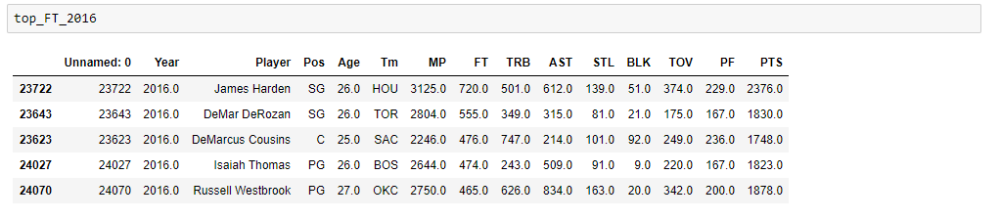 top_FT_2016
Unnamed: 0 Year Player Pos Age Tm MP FT TRB AST STL BLK TOV PF PTS
23722 23722 2016.0 James Harden SG 26.0 HOU 3125.0 720.0 501.0 612.0 139.0 51.0 374.0 229.0 2376.0
23643 23643 2016.0 DeMar DeRozan SG 26.0 TOR 2804.0 555.0 349.0 315.0 81.0 21.0 175.0 167.0 1830.0
23623 23623 2016.0 DeMarcus Cousins C 25.0 SAC 2246.0 476.0 747.0 214.0 101.0 92.0 249.0 236.0 1748.0
24027 24027 2016.0 Isaiah Thomas PG 26.0 BOS 2644.0 474.0 243.0 509.0 91.0 9.0 220.0 167.0 1823.0
24070 24070 2016.0 Russell Westbrook PG 27.0 OKC 2750.0 465.0 626.0 834.0 163.0 20.0 342.0 200.0 1878.0